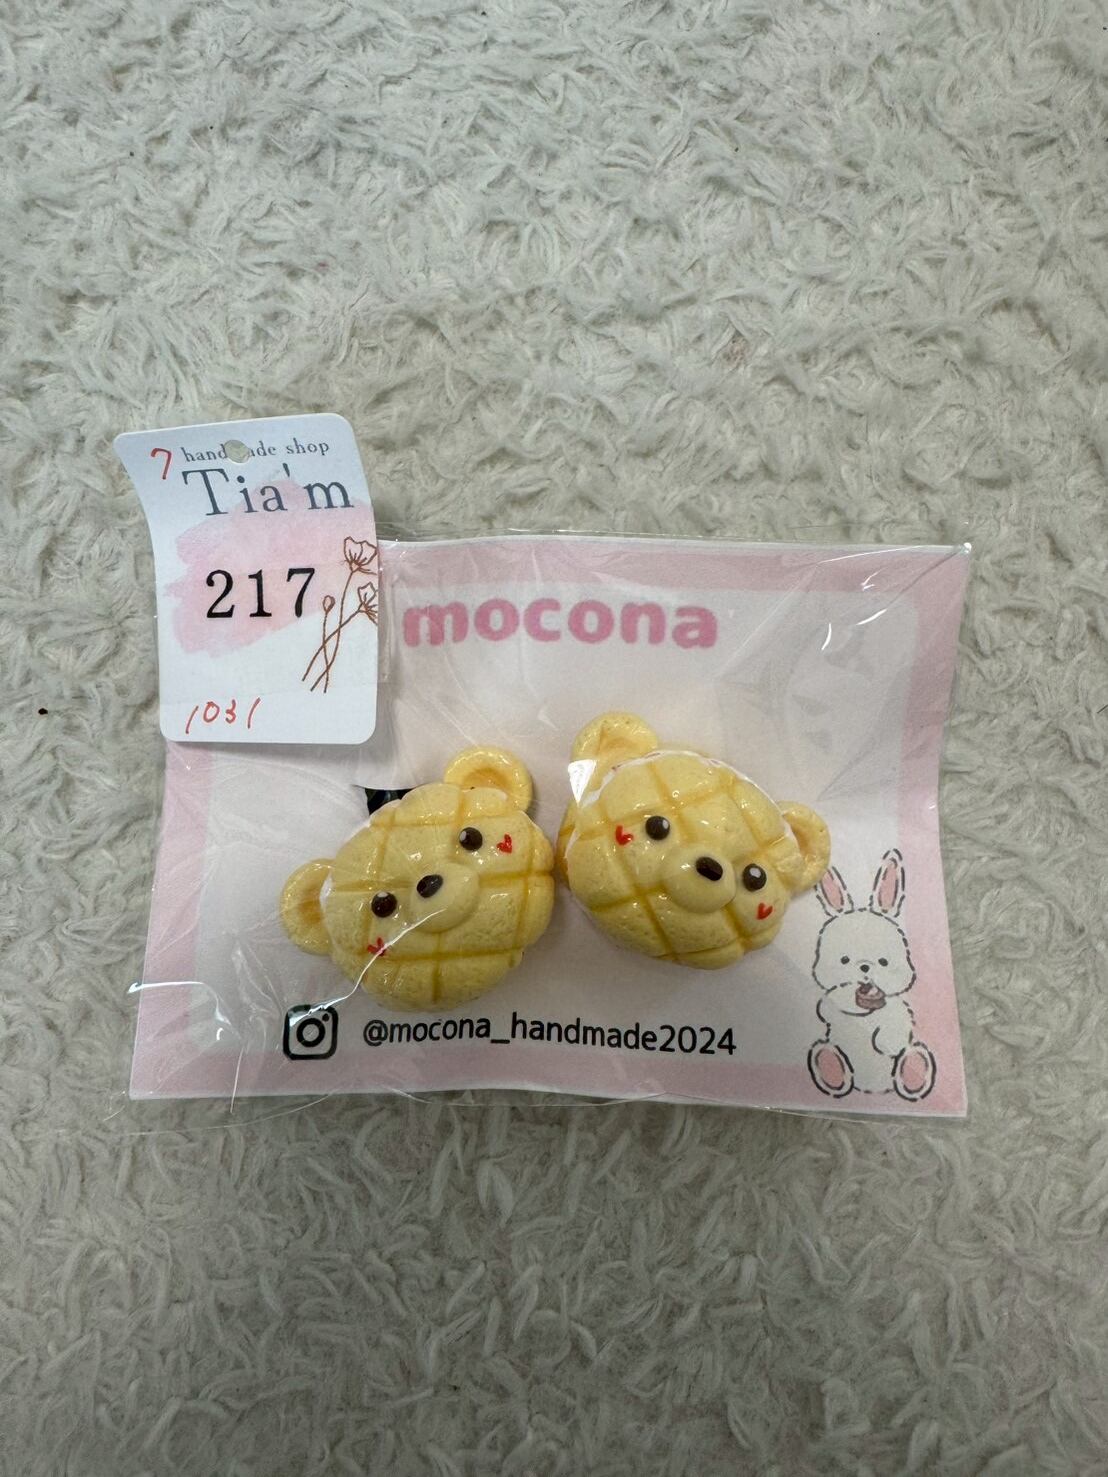 7
handmade shop
Tia'm
217
1031
mocona
@mocona_handmade2024